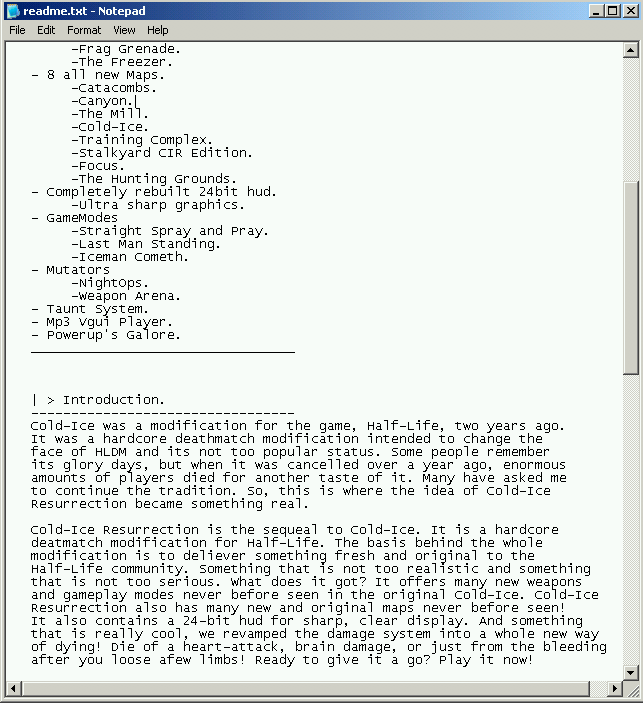 readme.txt - Notepad
File Edit Format View Help
-Frag Grenade.
-The Freezer.
- 8 all new Maps.
-Catacombs.
-Canyon.
-The Mill.
-Cold-Ice.
-Training Complex.
-Stalkyard CIR Edition.
-Focus.
-The Hunting Grounds.
- Completely rebuilt 24bit hud.
-Ultra sharp graphics.
- GameModes
-Straight Spray and Pray.
-Last Man Standing.
-Iceman Cometh.
- Mutators
-NightOps.
-Weapon Arena.
- Taunt System.
- Mp3 Vgui Player.
- Powerup's Galore.
_________________________________
| > Introduction.
---------------------------------
Cold-Ice was a modification for the game, Half-Life, two years ago.
It was a hardcore deathmatch modification intended to change the
face of HLDM and its not too popular status. Some people remember
its glory days, but when it was cancelled over a year ago, enormous
amounts of players died for another taste of it. Many have asked me
to continue the tradition. So, this is where the idea of Cold-Ice
Resurrection became something real.
Cold-Ice Resurrection is the sequeal to Cold-Ice. It is a hardcore
deatmatch modification for Half-Life. The basis behind the whole
modification is to deliever something fresh and original to the
Half-Life community. Something that is not too realistic and something
that is not too serious. What does it got? It offers many new weapons
and gameplay modes never before seen in the original Cold-Ice. Cold-Ice
Resurrection also has many new and original maps never before seen!
It also contains a 24-bit hud for sharp, clear display. And something
that is really cool, we revamped the damage system into a whole new way
of dying! Die of a heart-attack, brain damage, or just from the bleeding
after you loose afew limbs! Ready to give it a go? Play it now!